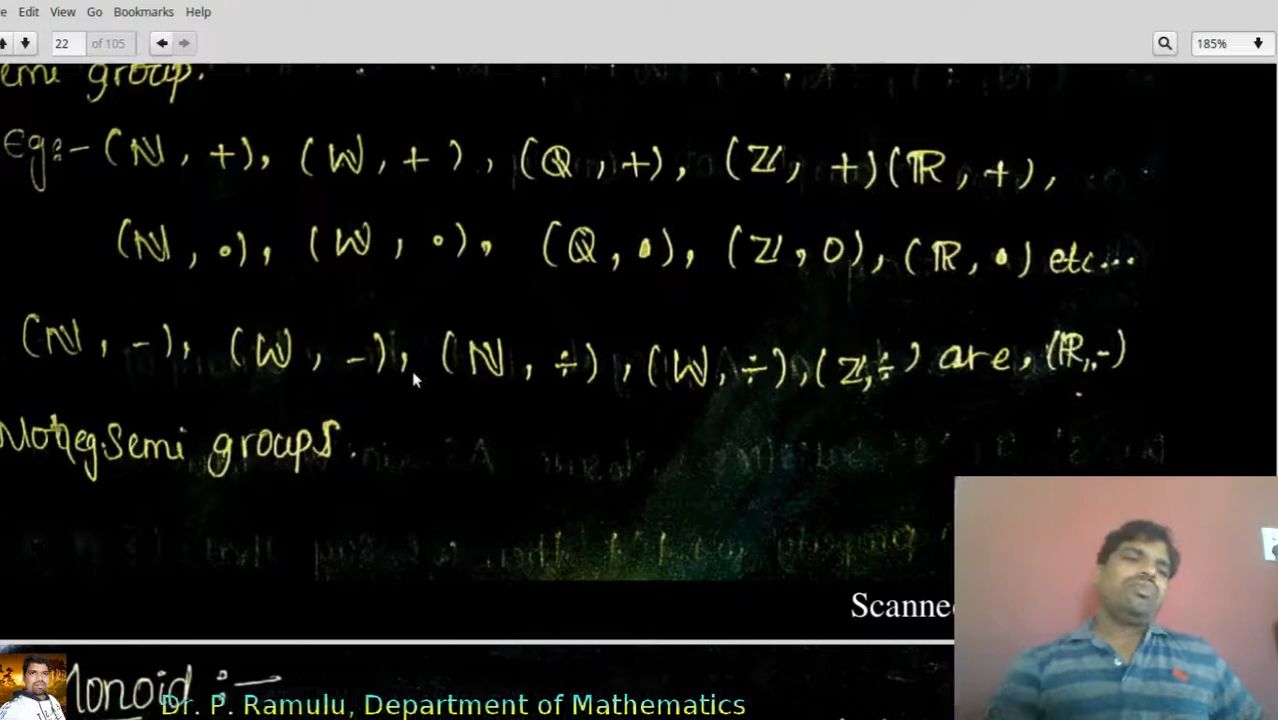 Edit View Go Bookmarks Help
22 of 105 185%
semi group.
Eg:- (ℕ, +), (W, +), (ℚ, +), (ℤ, +) (ℝ, +),
(ℕ, •), (W, •), (ℚ, •), (ℤ, 0), (ℝ, •) etc...
(ℕ, -), (W, -), (ℕ, ÷), (W, ÷), (ℤ, ÷) are, (ℝ, -)
Not eg. Semi groups.
Scanne
Monoid :-
Dr. P. Ramulu, Department of Mathematics